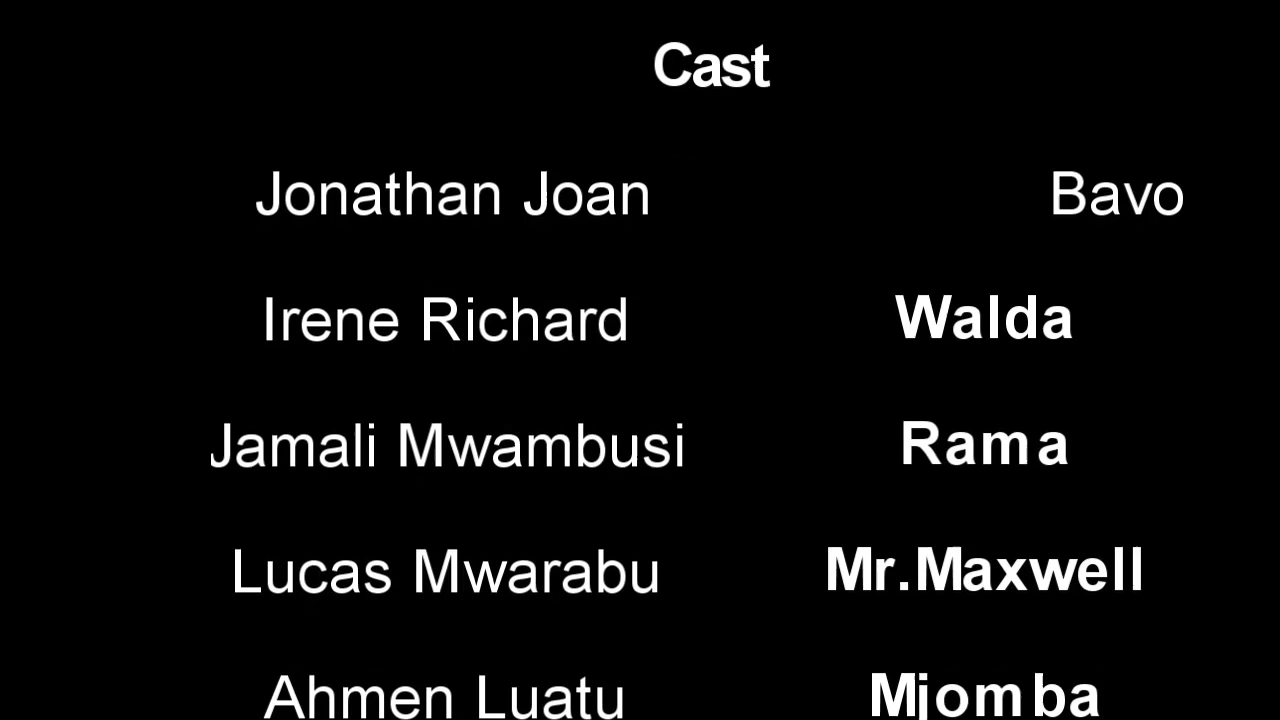 Cast
Jonathan Joan Bavo
Irene Richard Walda
Jamali Mwambusi Rama
Lucas Mwarabu Mr.Maxwell
Ahmen Luatu Mjomba